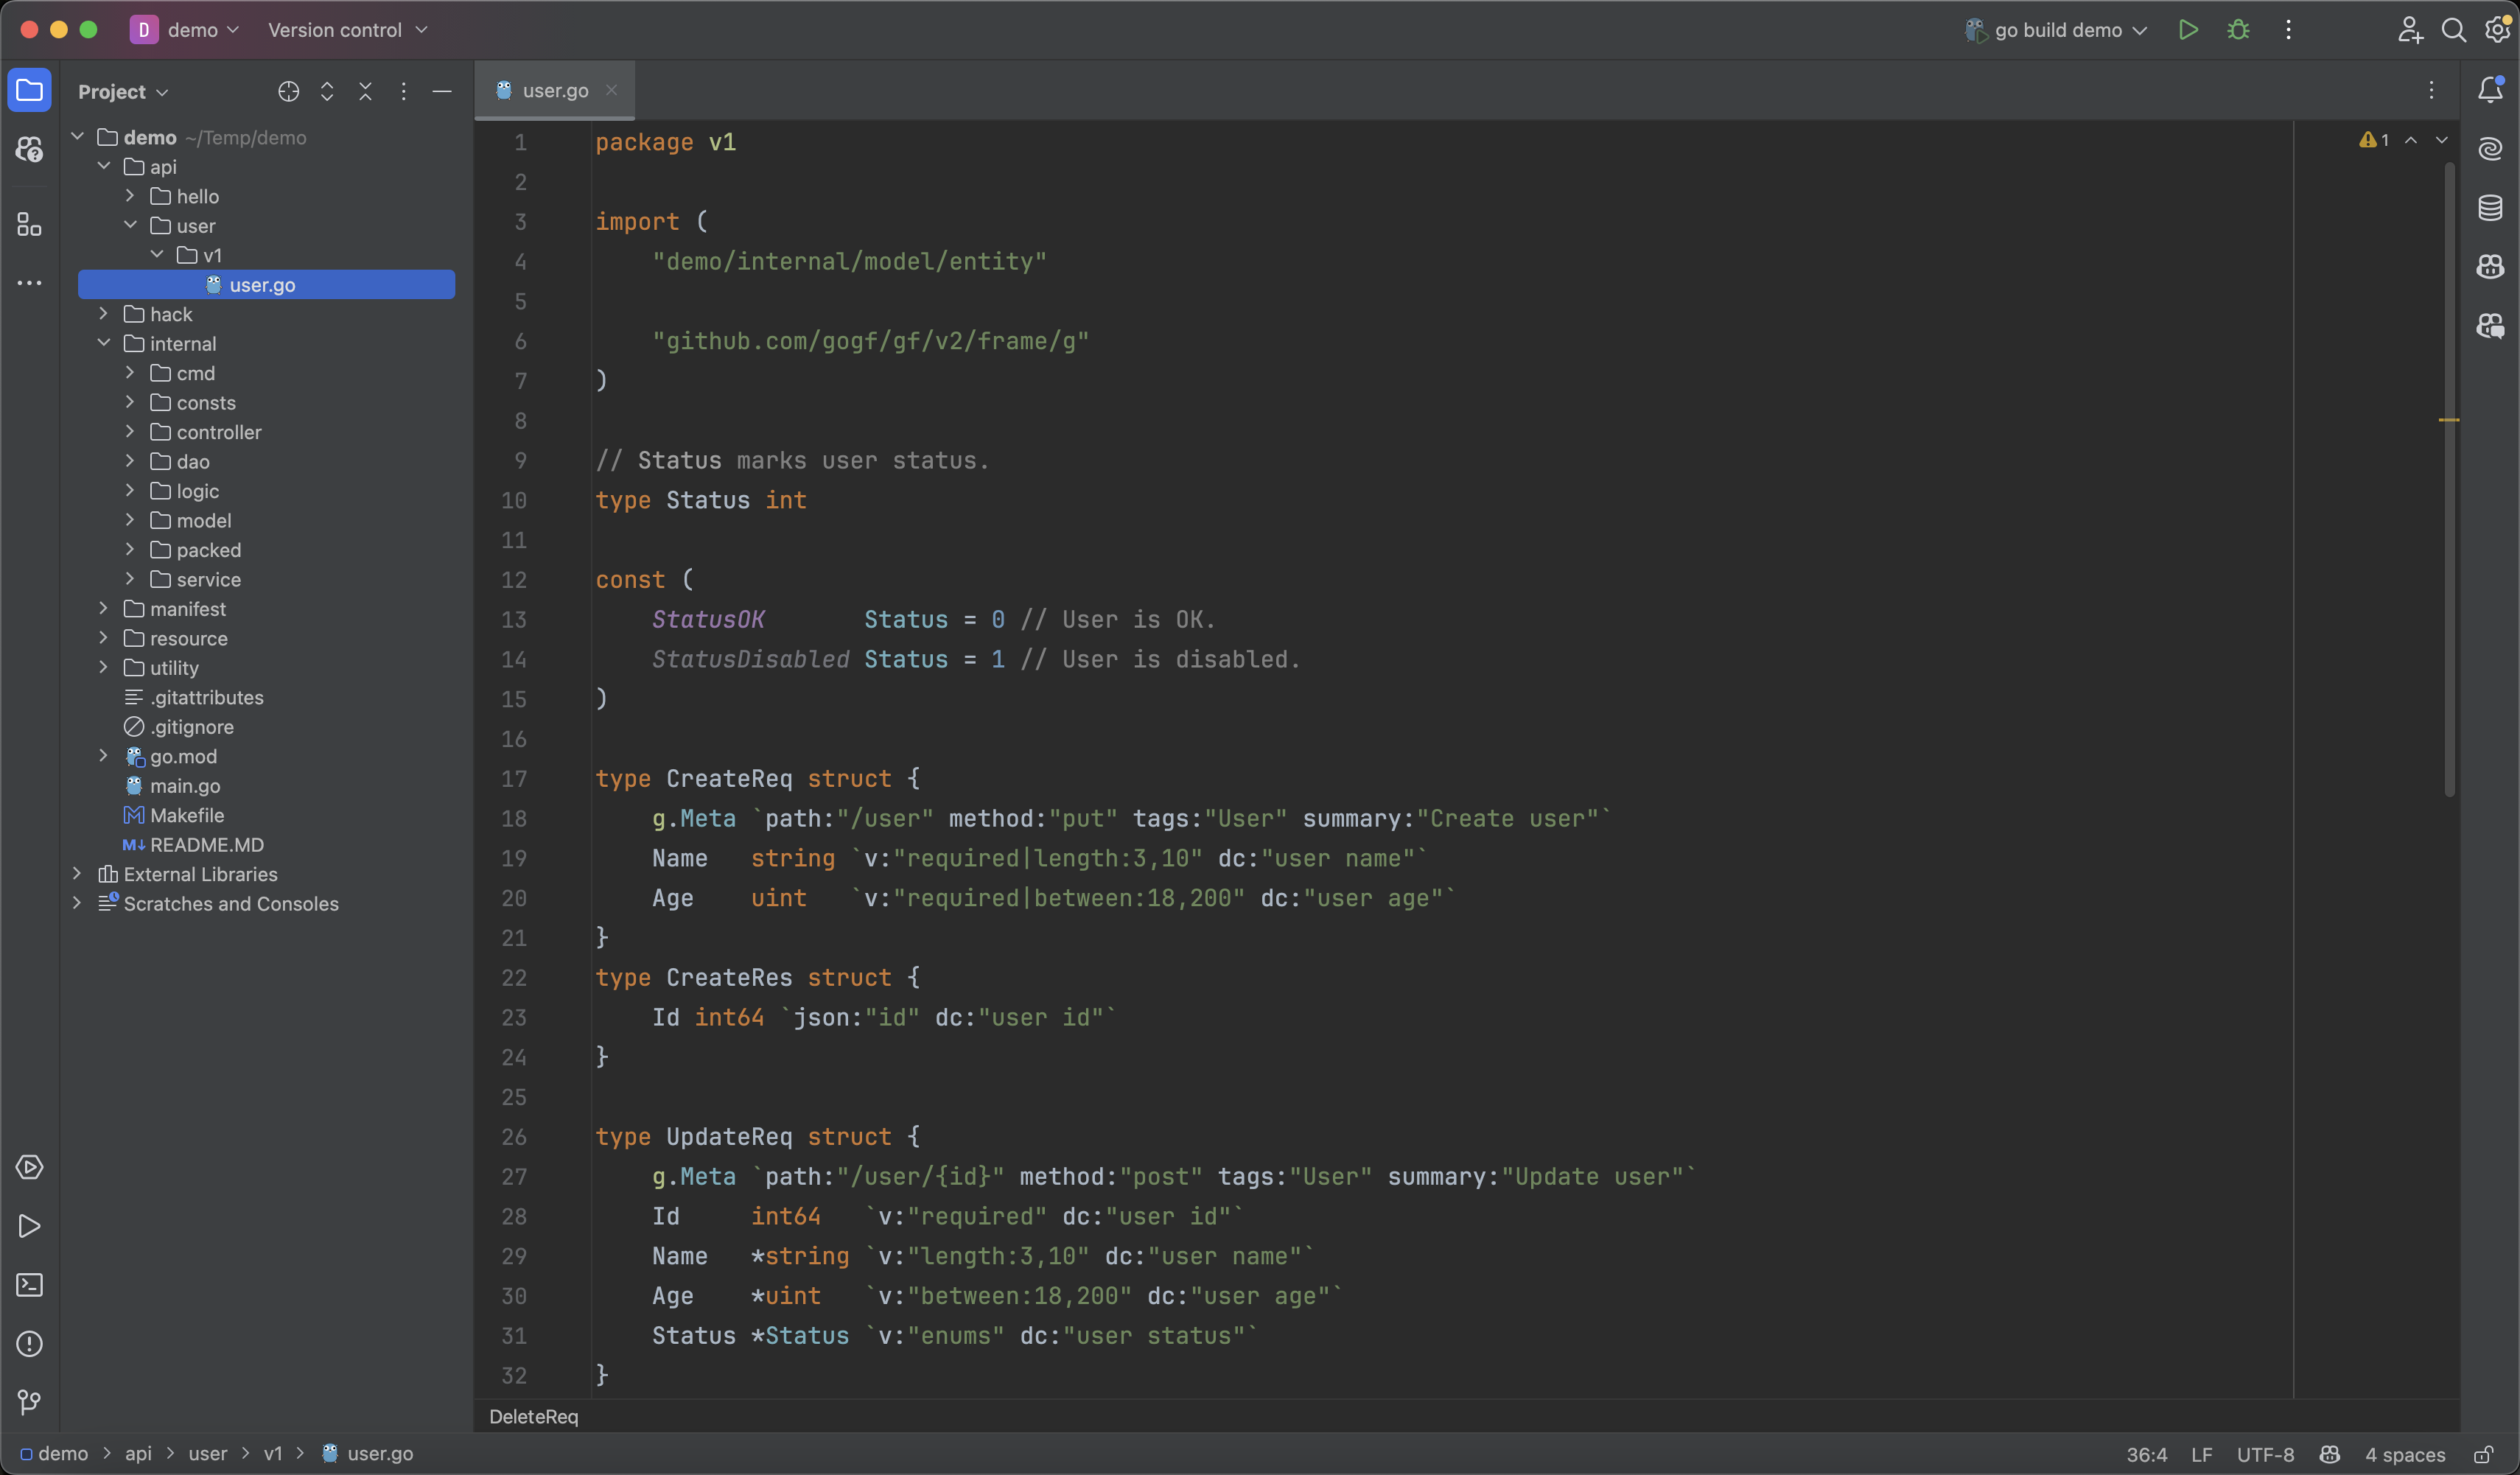 D demo Version control go build demo
Project
user.go
demo ~/Temp/demo
api
hello
user
v1
user.go
hack
internal
cmd
consts
controller
dao
logic
model
packed
service
manifest
resource
utility
.gitattributes
.gitignore
go.mod
main.go
Makefile
M↓ README.MD
External Libraries
Scratches and Consoles
1 package v1
2
3 import (
4     "demo/internal/model/entity"
5
6     "github.com/gogf/gf/v2/frame/g"
7 )
8
9 // Status marks user status.
10 type Status int
11
12 const (
13     StatusOK       Status = 0 // User is OK.
14     StatusDisabled Status = 1 // User is disabled.
15 )
16
17 type CreateReq struct {
18     g.Meta `path:"/user" method:"put" tags:"User" summary:"Create user"`
19     Name   string `v:"required|length:3,10" dc:"user name"`
20     Age    uint   `v:"required|between:18,200" dc:"user age"`
21 }
22 type CreateRes struct {
23     Id int64 `json:"id" dc:"user id"`
24 }
25
26 type UpdateReq struct {
27     g.Meta `path:"/user/{id}" method:"post" tags:"User" summary:"Update user"`
28     Id     int64   `v:"required" dc:"user id"`
29     Name   *string `v:"length:3,10" dc:"user name"`
30     Age    *uint   `v:"between:18,200" dc:"user age"`
31     Status *Status `v:"enums" dc:"user status"`
32 }
1
DeleteReq
demo > api > user > v1 > user.go
36:4 LF UTF-8 4 spaces